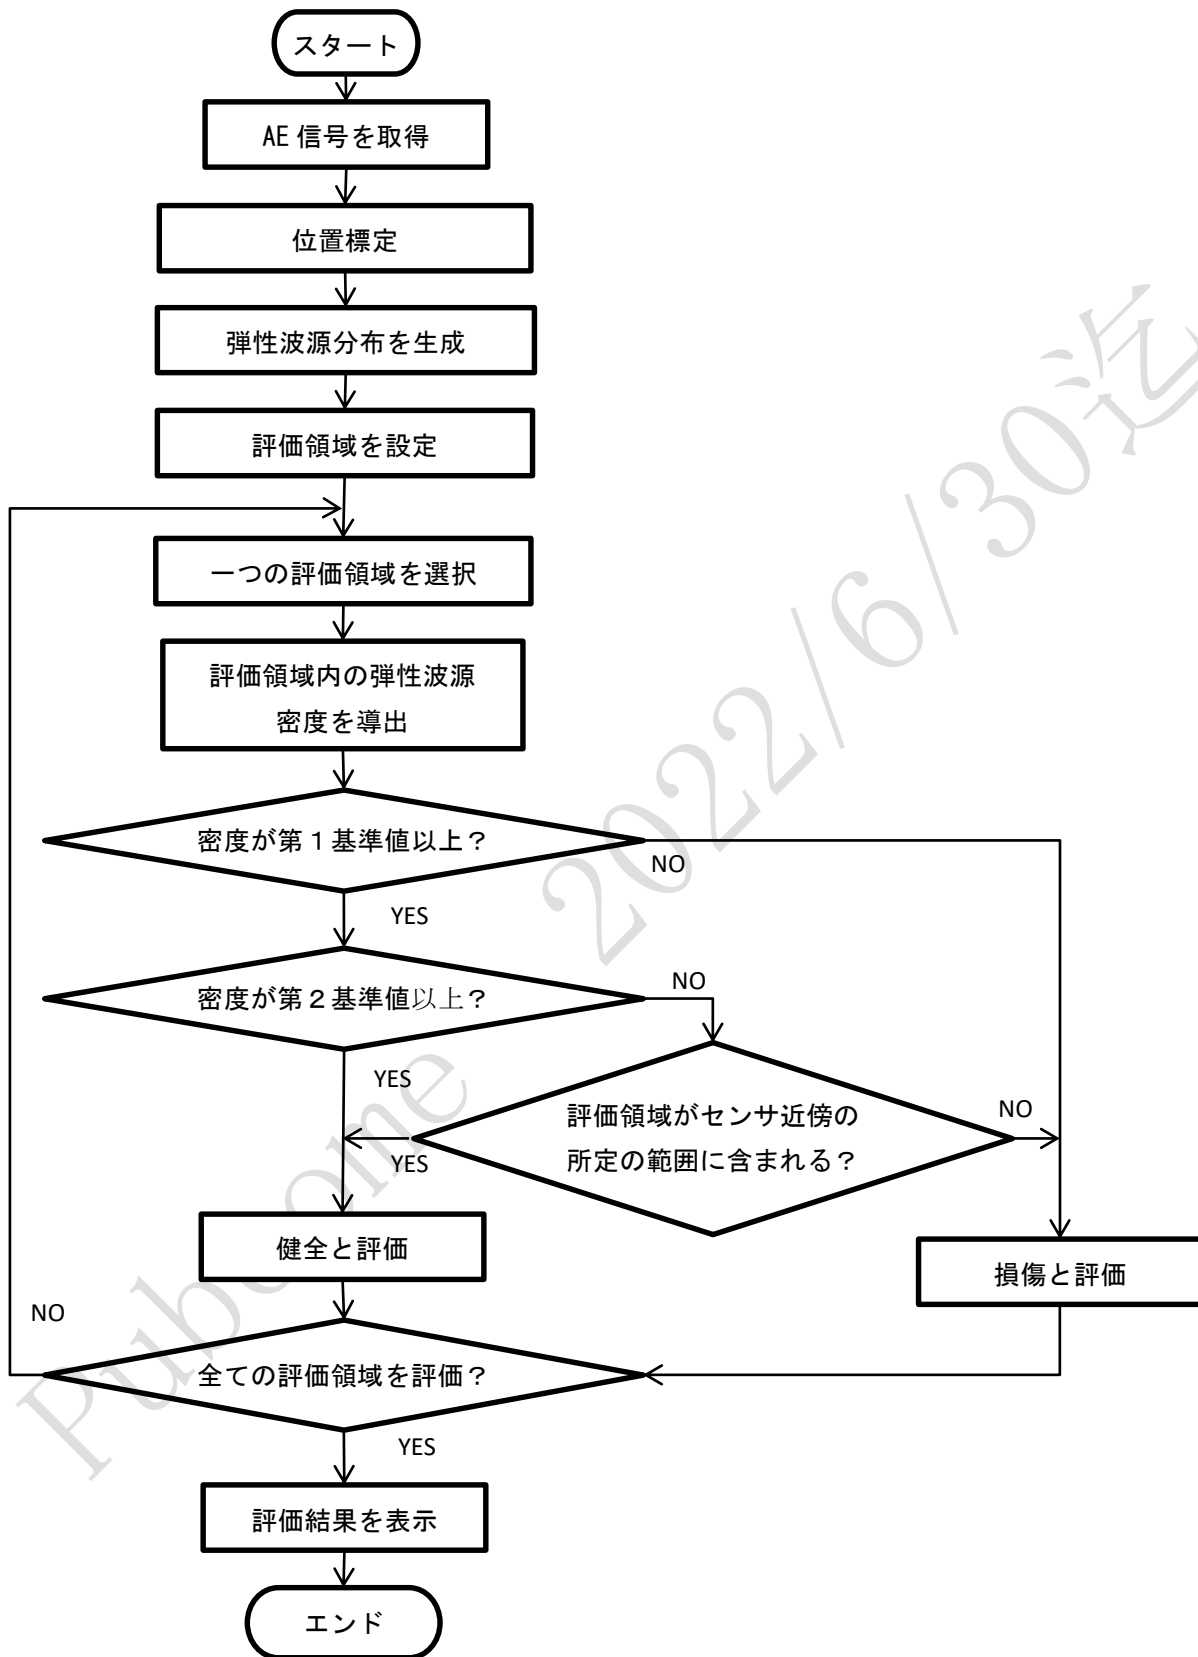 スタート
AE 信号を取得
位置標定
弾性波源分布を生成
評価領域を設定
一つの評価領域を選択
評価領域内の弾性波源
密度を導出
密度が第１基準値以上？
NO
YES
密度が第２基準値以上？
NO
YES
評価領域がセンサ近傍の
所定の範囲に含まれる？
NO
YES
健全と評価
損傷と評価
NO
全ての評価領域を評価？
YES
評価結果を表示
エンド
2022/6/30迄